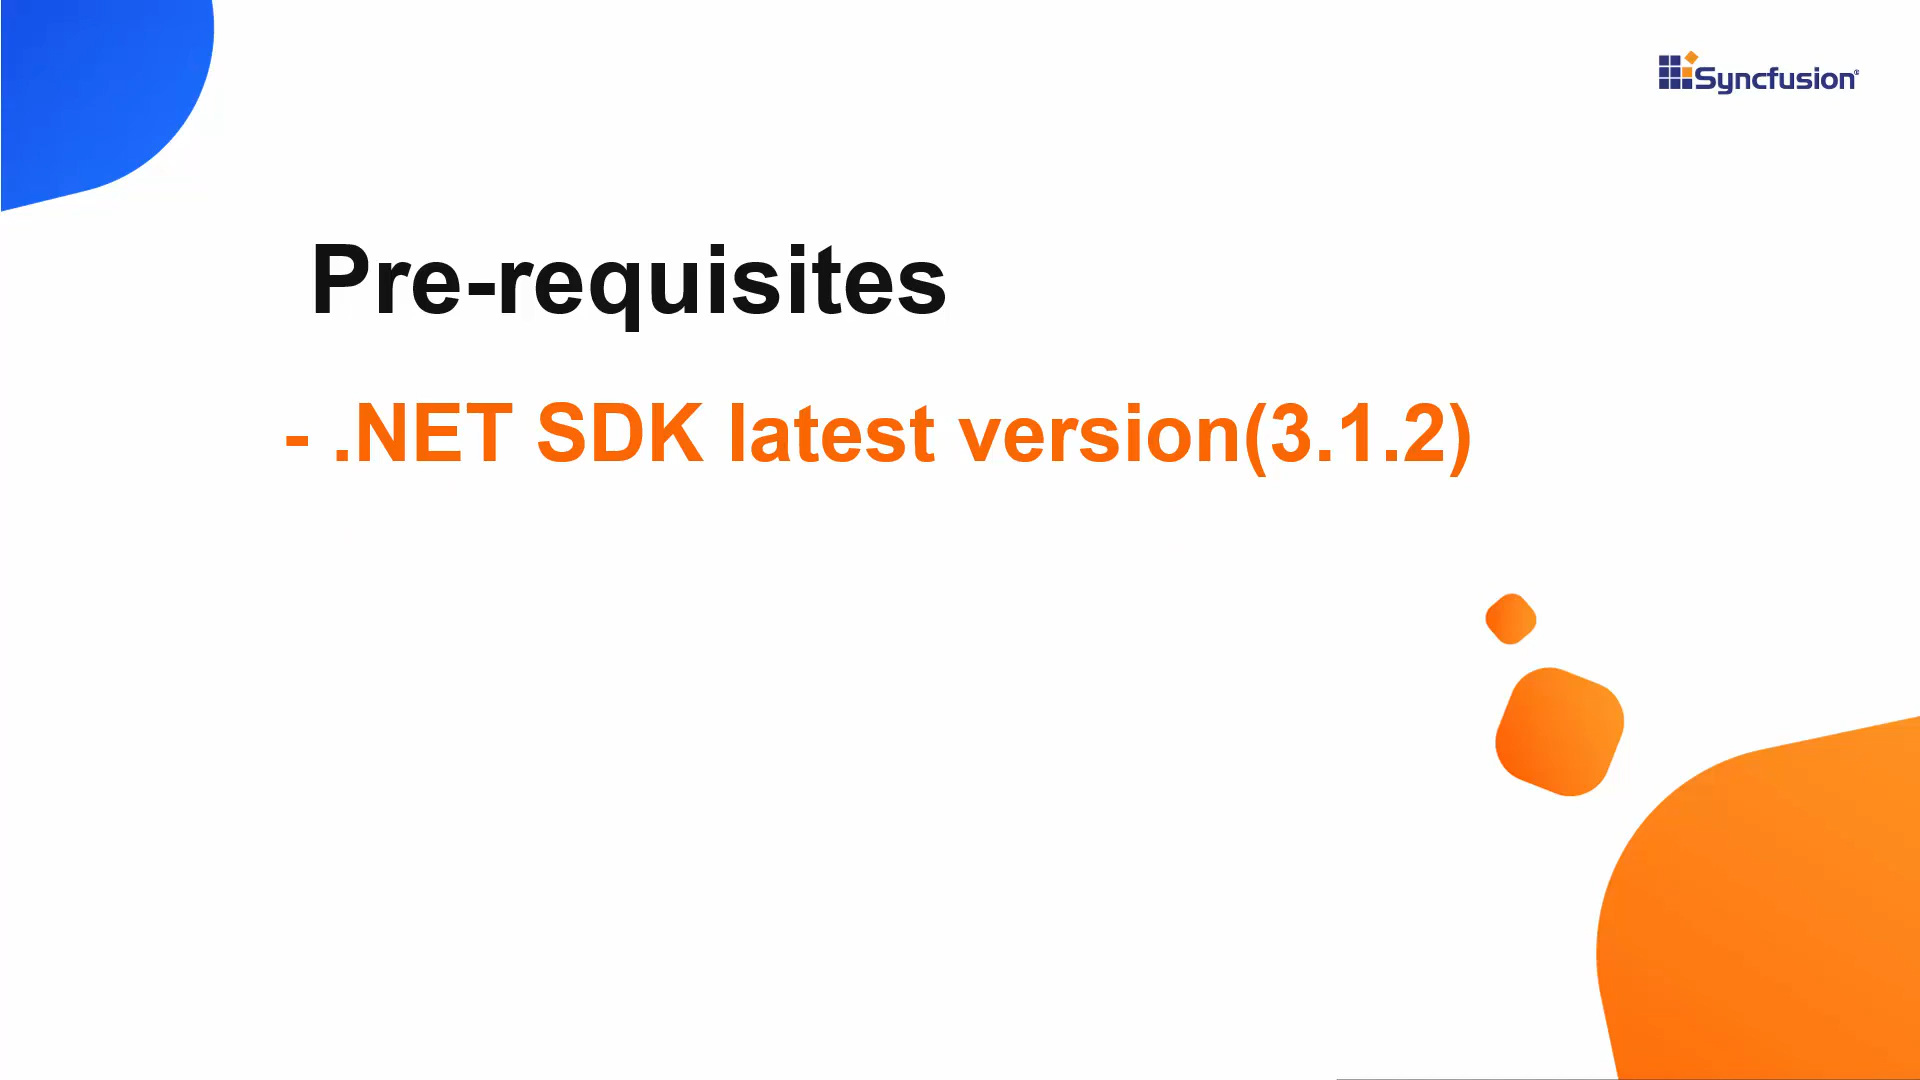 Syncfusion
Pre-requisites
- .NET SDK latest version(3.1.2)